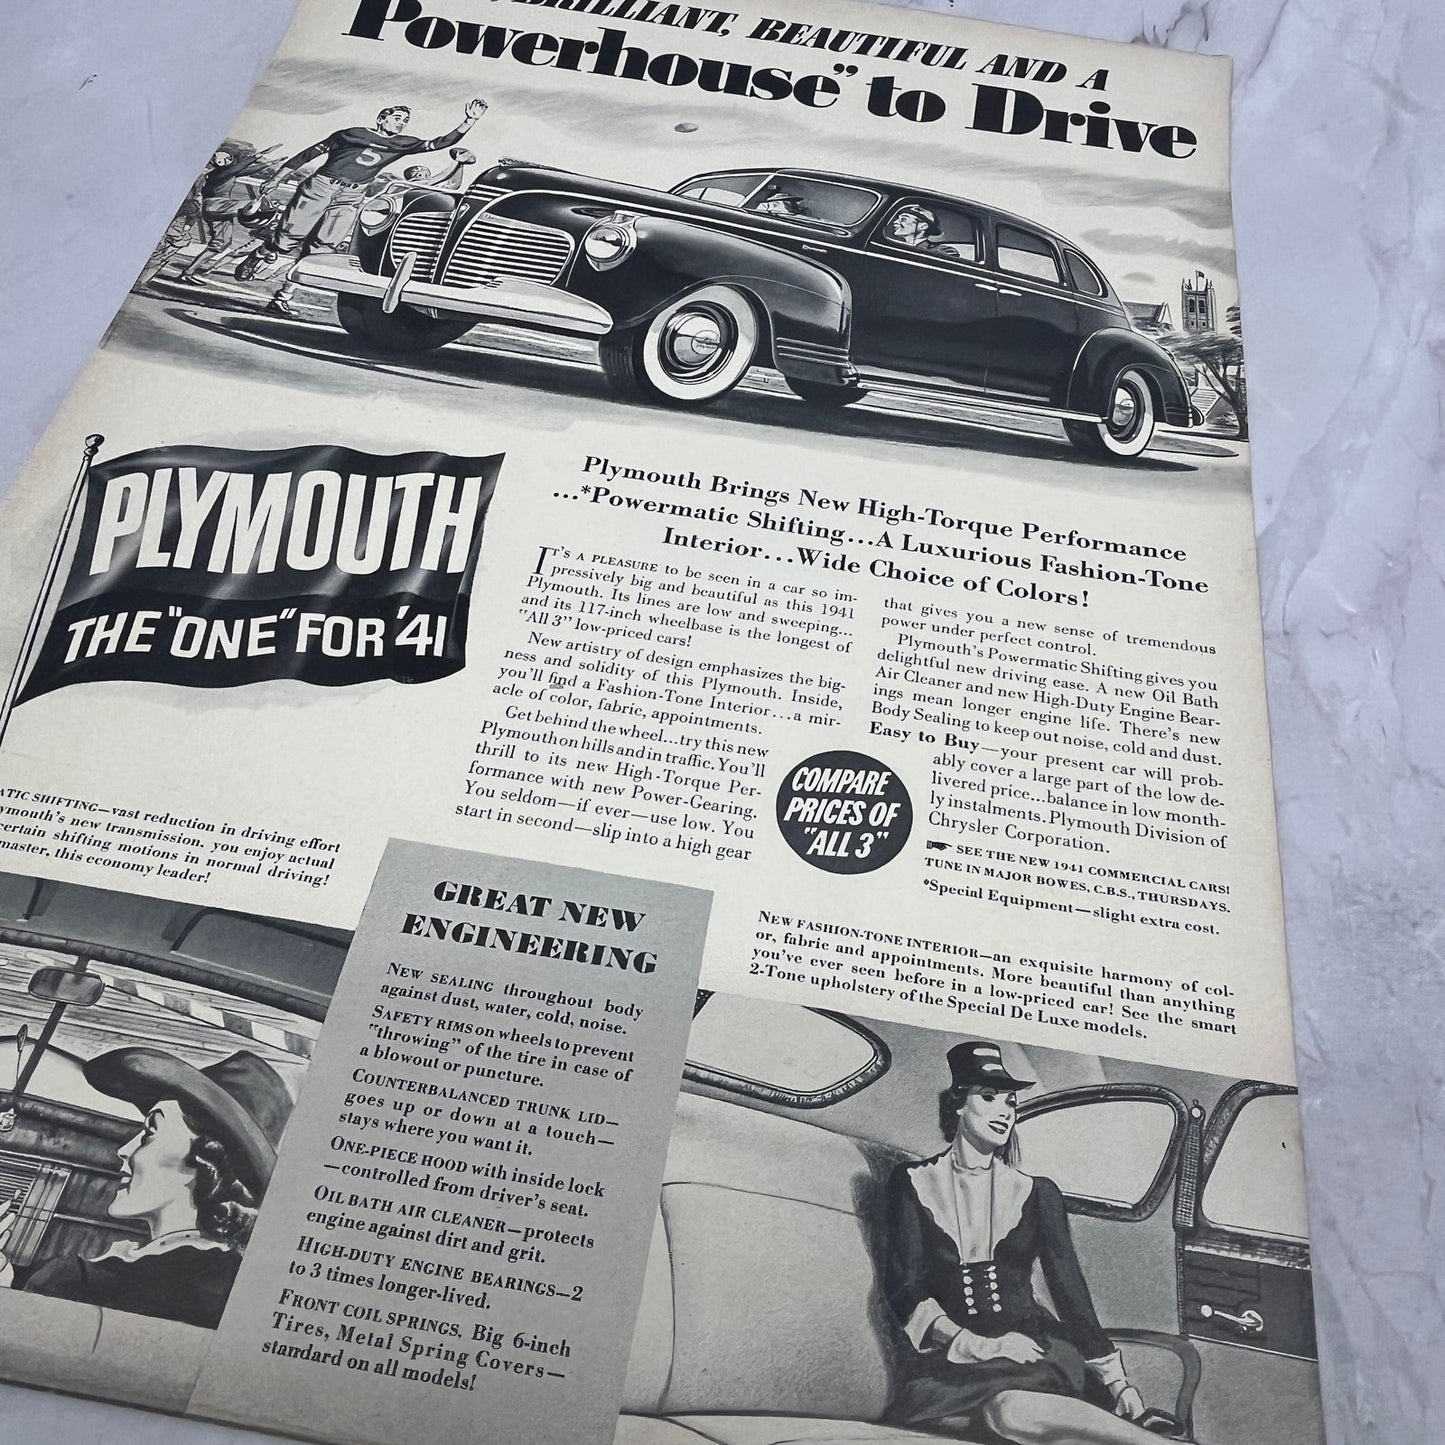 BRILLIANT, BEAUTIFUL AND A
Powerhouse" to Drive
5
PLYMOUTH
THE "ONE" FOR '41
Plymouth Brings New High-Torque Performance
...*Powermatic Shifting...A Luxurious Fashion-Tone
Interior...Wide Choice of Colors!
IT'S A PLEASURE to be seen in a car so im-
pressively big and beautiful as this 1941
Plymouth. Its lines are low and sweeping...
and its 117-inch wheelbase is the longest of
"All 3" low-priced cars!
New artistry of design emphasizes the big-
ness and solidity of this Plymouth. Inside,
you'll find a Fashion-Tone Interior...a mir-
acle of color, fabric, appointments.
Get behind the wheel...try this new
Plymouth on hills and in traffic. You'll
thrill to its new High-Torque Per-
formance with new Power-Gearing.
You seldom—if ever—use low. You
start in second—slip into a high gear
that gives you a new sense of tremendous
power under perfect control.
Plymouth's Powermatic Shifting gives you
delightful new driving ease. A new Oil Bath
Air Cleaner and new High-Duty Engine Bear-
ings mean longer engine life. There's new
Body Sealing to keep out noise, cold and dust.
Easy to Buy—your present car will prob-
ably cover a large part of the low de-
livered price...balance in low month-
ly instalments. Plymouth Division of
Chrysler Corporation.
COMPARE
PRICES OF
"ALL 3"
☛ SEE THE NEW 1941 COMMERCIAL CARS!
TUNE IN MAJOR BOWES, C.B.S., THURSDAYS.
*Special Equipment—slight extra cost.
ATIC SHIFTING—vast reduction in driving effort
ymouth's new transmission, you enjoy actual
certain shifting motions in normal driving!
master, this economy leader!
GREAT NEW
ENGINEERING
NEW SEALING throughout body
against dust, water, cold, noise.
SAFETY RIMS on wheels to prevent
"throwing" of the tire in case of
a blowout or puncture.
COUNTERBALANCED TRUNK LID—
goes up or down at a touch—
stays where you want it.
ONE-PIECE HOOD with inside lock
—controlled from driver's seat.
OIL BATH AIR CLEANER—protects
engine against dirt and grit.
HIGH-DUTY ENGINE BEARINGS—2
to 3 times longer-lived.
FRONT COIL SPRINGS, Big 6-inch
Tires, Metal Spring Covers—
standard on all models!
NEW FASHION-TONE INTERIOR—an exquisite harmony of col-
or, fabric and appointments. More beautiful than anything
you've ever seen before in a low-priced car! See the smart
2-Tone upholstery of the Special De Luxe models.